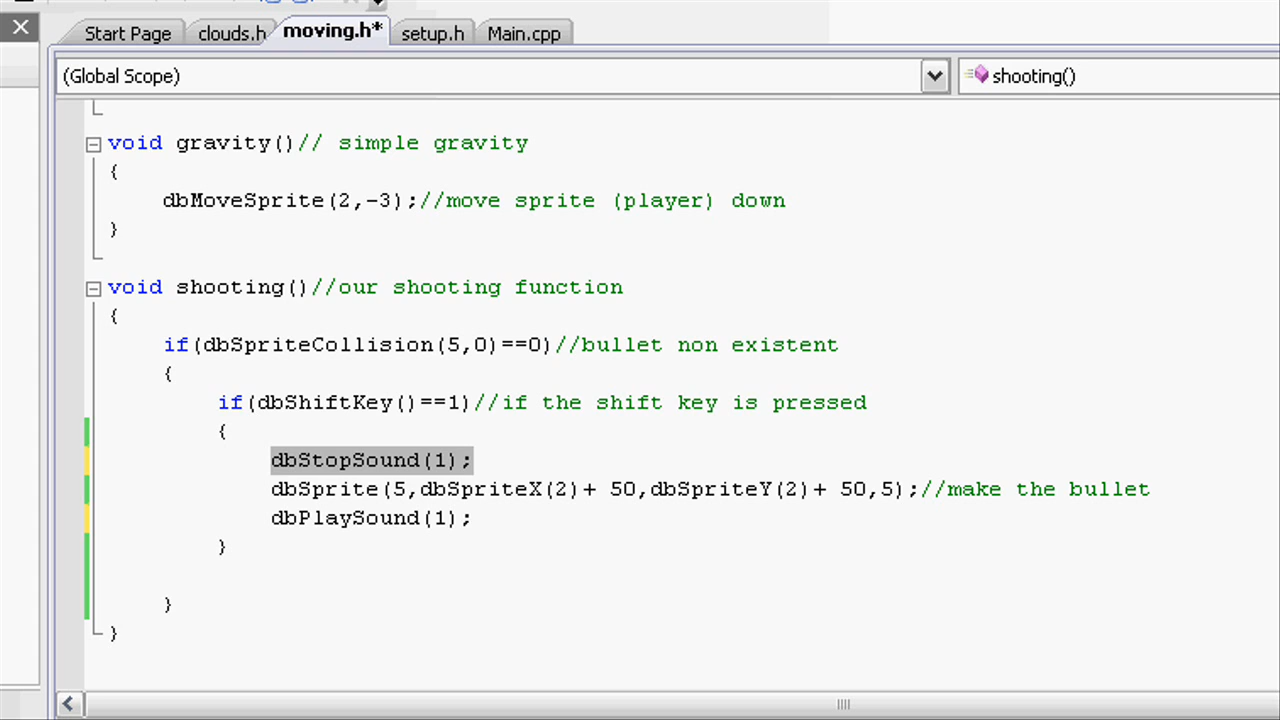 Start Page clouds.h moving.h* setup.h Main.cpp
(Global Scope) shooting()
void gravity()// simple gravity
{
dbMoveSprite(2,-3);//move sprite (player) down
}
void shooting()//our shooting function
{
if(dbSpriteCollision(5,0)==0)//bullet non existent
{
if(dbShiftKey()==1)//if the shift key is pressed
{
dbStopSound(1);
dbSprite(5,dbSpriteX(2)+ 50,dbSpriteY(2)+ 50,5);//make the bullet
dbPlaySound(1);
}
}
}